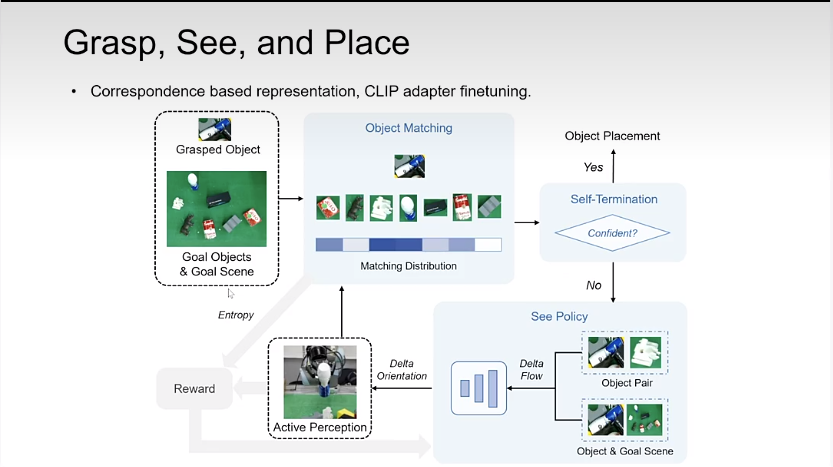 Grasp, See, and Place
• Correspondence based representation, CLIP adapter finetuning.
Grasped Object
Goal Objects
& Goal Scene
Object Matching
Matching Distribution
Object Placement
Yes
Self-Termination
Confident?
No
Entropy
Reward
Active Perception
Delta
Orientation
See Policy
Delta
Flow
Object Pair
Object & Goal Scene